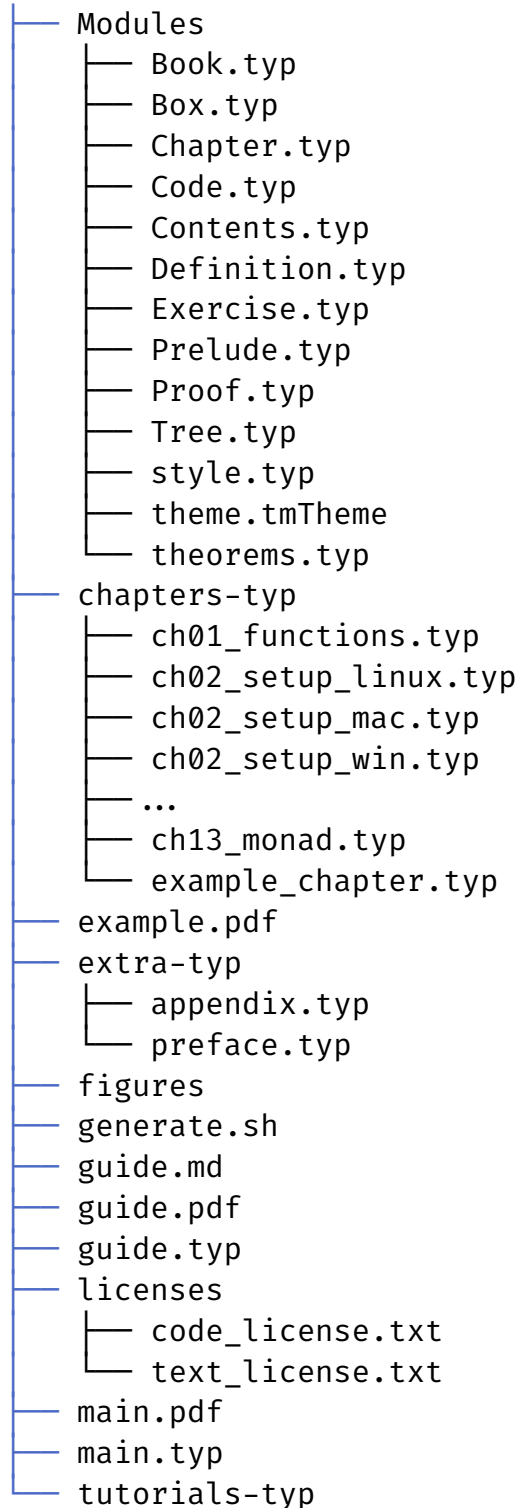 Modules
Book.typ
Box.typ
Chapter.typ
Code.typ
Contents.typ
Definition.typ
Exercise.typ
Prelude.typ
Proof.typ
Tree.typ
style.typ
theme.tmTheme
theorems.typ
chapters-typ
ch01_functions.typ
ch02_setup_linux.typ
ch02_setup_mac.typ
ch02_setup_win.typ
...
ch13_monad.typ
example_chapter.typ
example.pdf
extra-typ
appendix.typ
preface.typ
figures
generate.sh
guide.md
guide.pdf
guide.typ
licenses
code_license.txt
text_license.txt
main.pdf
main.typ
tutorials-typ